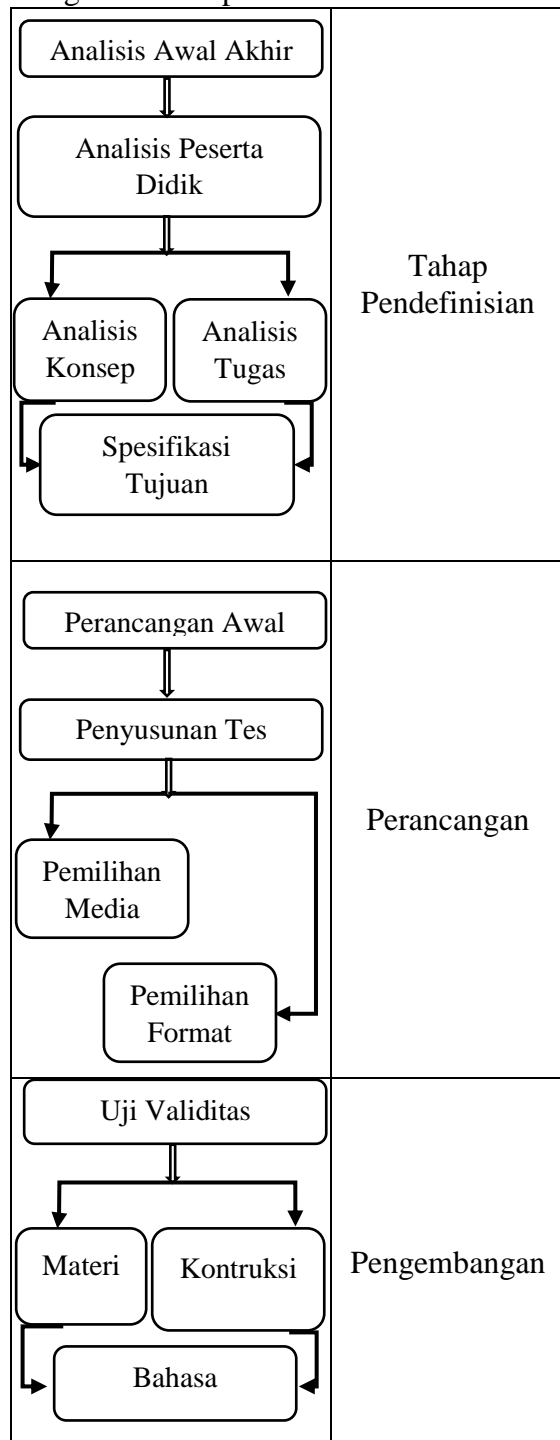 Analisis Awal Akhir
Analisis Peserta
Didik
Tahap
Pendefinisian
Analisis
Konsep
Analisis
Tugas
Spesifikasi
Tujuan
Perancangan Awal
Penyusunan Tes
Perancangan
Pemilihan
Media
Pemilihan
Format
Uji Validitas
Materi
Kontruksi
Pengembangan
Bahasa